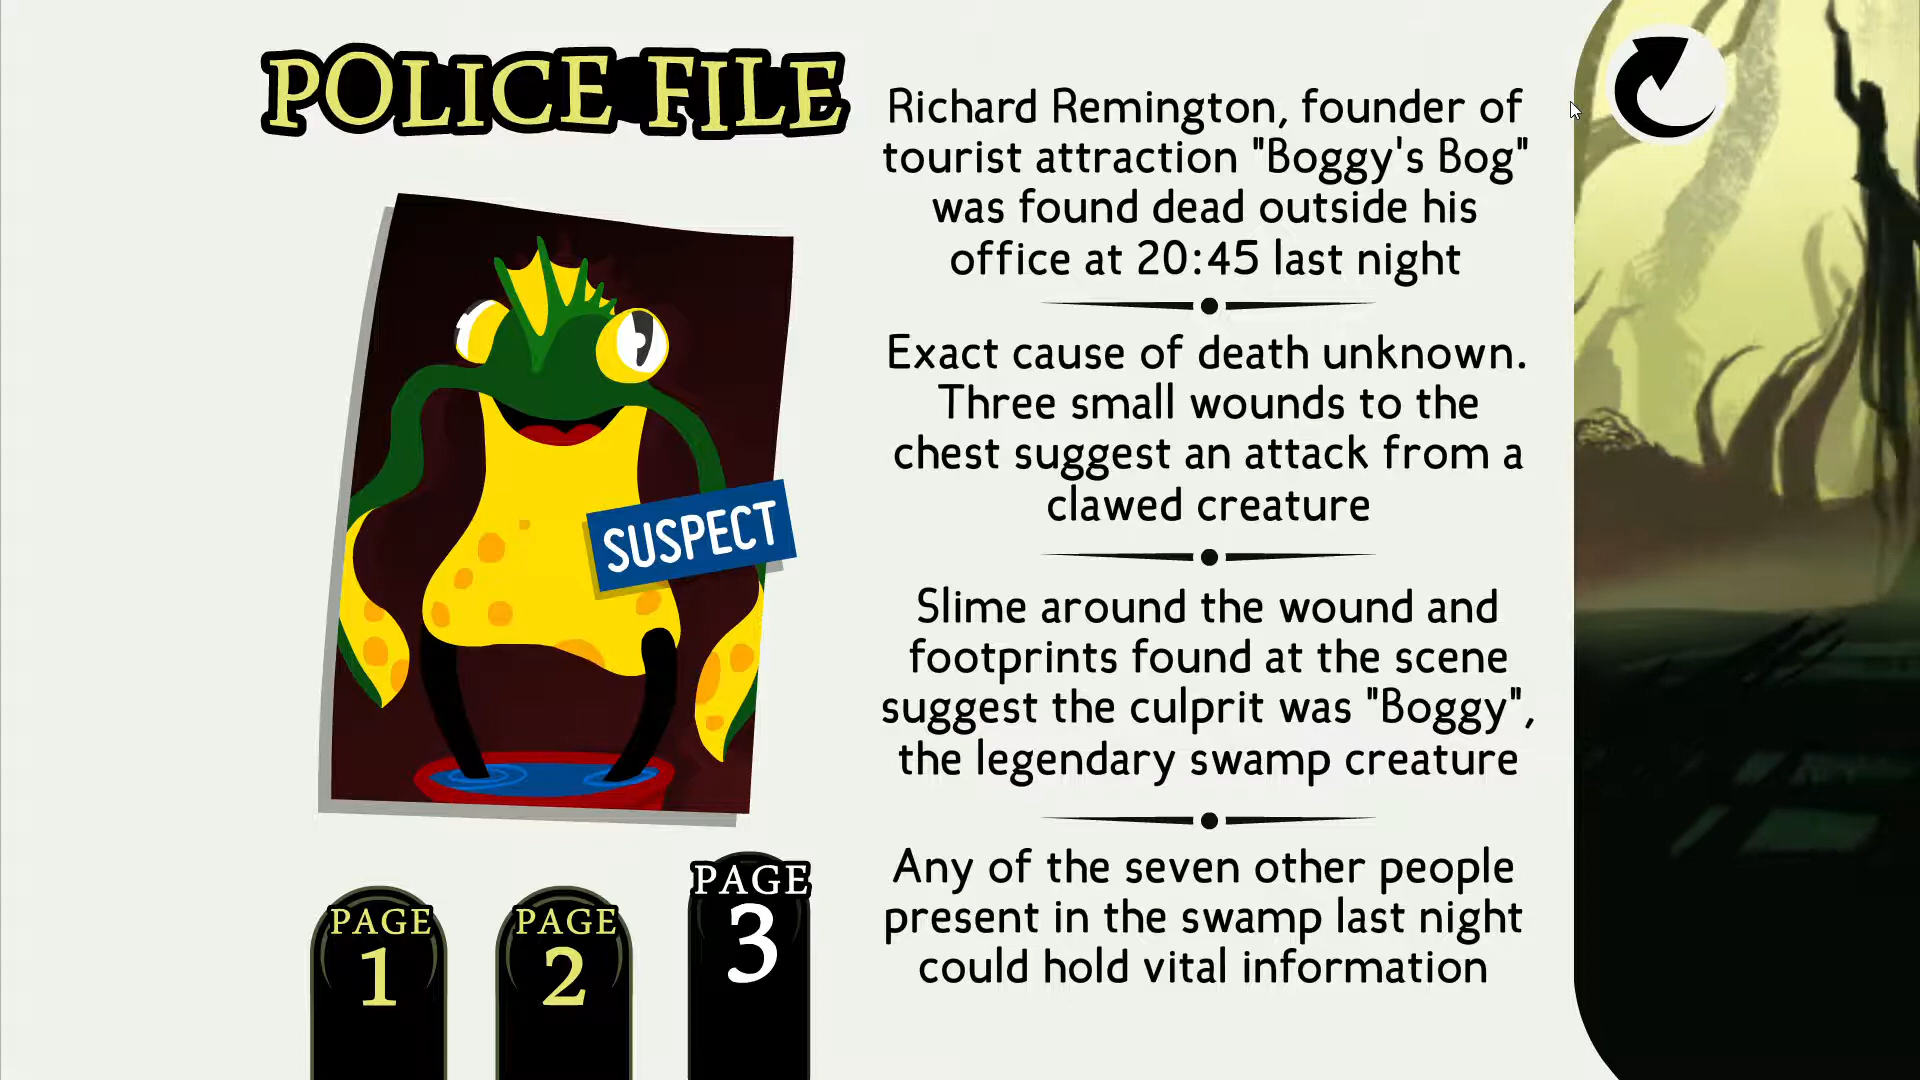 POLICE FILE
Richard Remington, founder of
tourist attraction "Boggy's Bog"
was found dead outside his
office at 20:45 last night
Exact cause of death unknown.
Three small wounds to the
chest suggest an attack from a
clawed creature
Slime around the wound and
footprints found at the scene
suggest the culprit was "Boggy",
the legendary swamp creature
Any of the seven other people
present in the swamp last night
could hold vital information
SUSPECT
PAGE
1
PAGE
2
PAGE
3